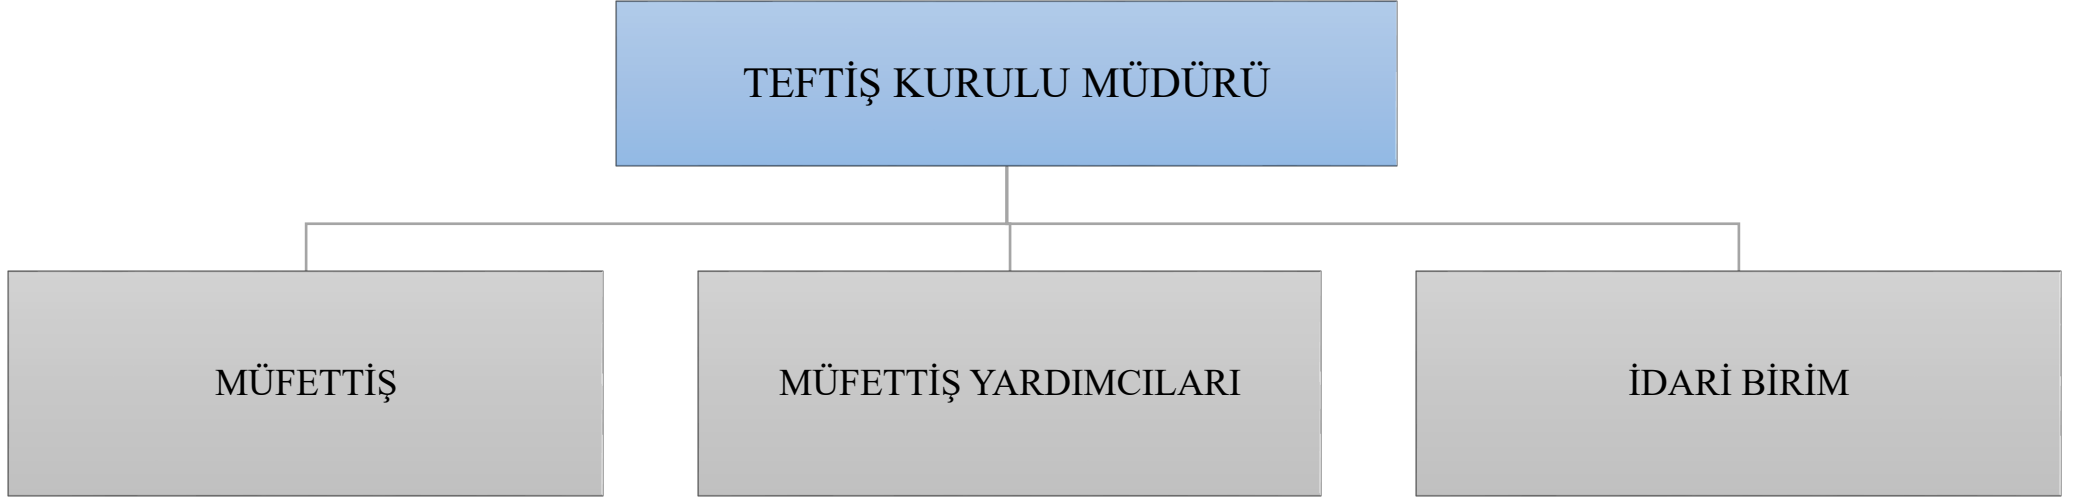 TEFTİŞ KURULU MÜDÜRÜ
MÜFETTİŞ
MÜFETTİŞ YARDIMCILARI
İDARİ BİRİM